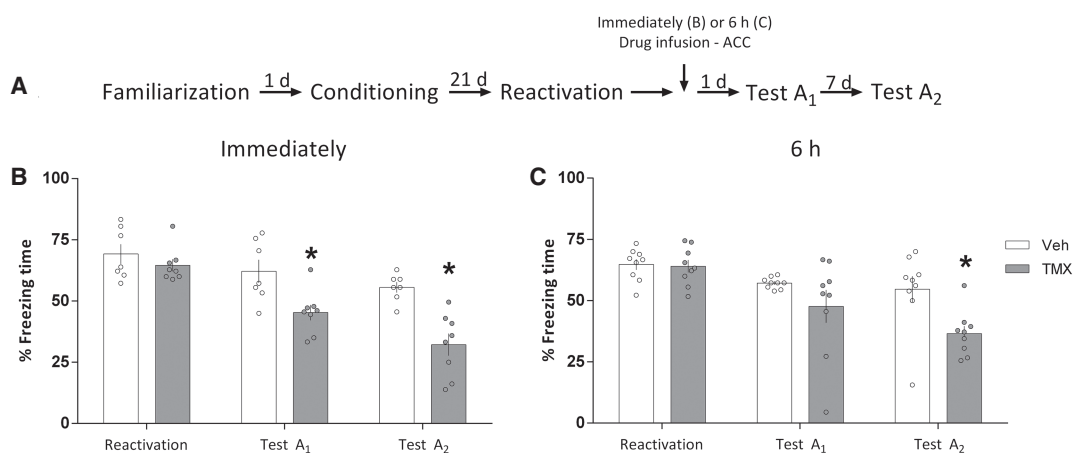 Immediately (B) or 6 h (C)
Drug infusion - ACC
A
Familiarization 1 d Conditioning 21 d Reactivation 1 d Test A1 7 d Test A2
Immediately
6 h
B
C
100
75
50
25
0
% Freezing time
*
*
Reactivation
Test A1
Test A2
100
75
50
25
0
% Freezing time
*
Reactivation
Test A1
Test A2
Veh
TMX